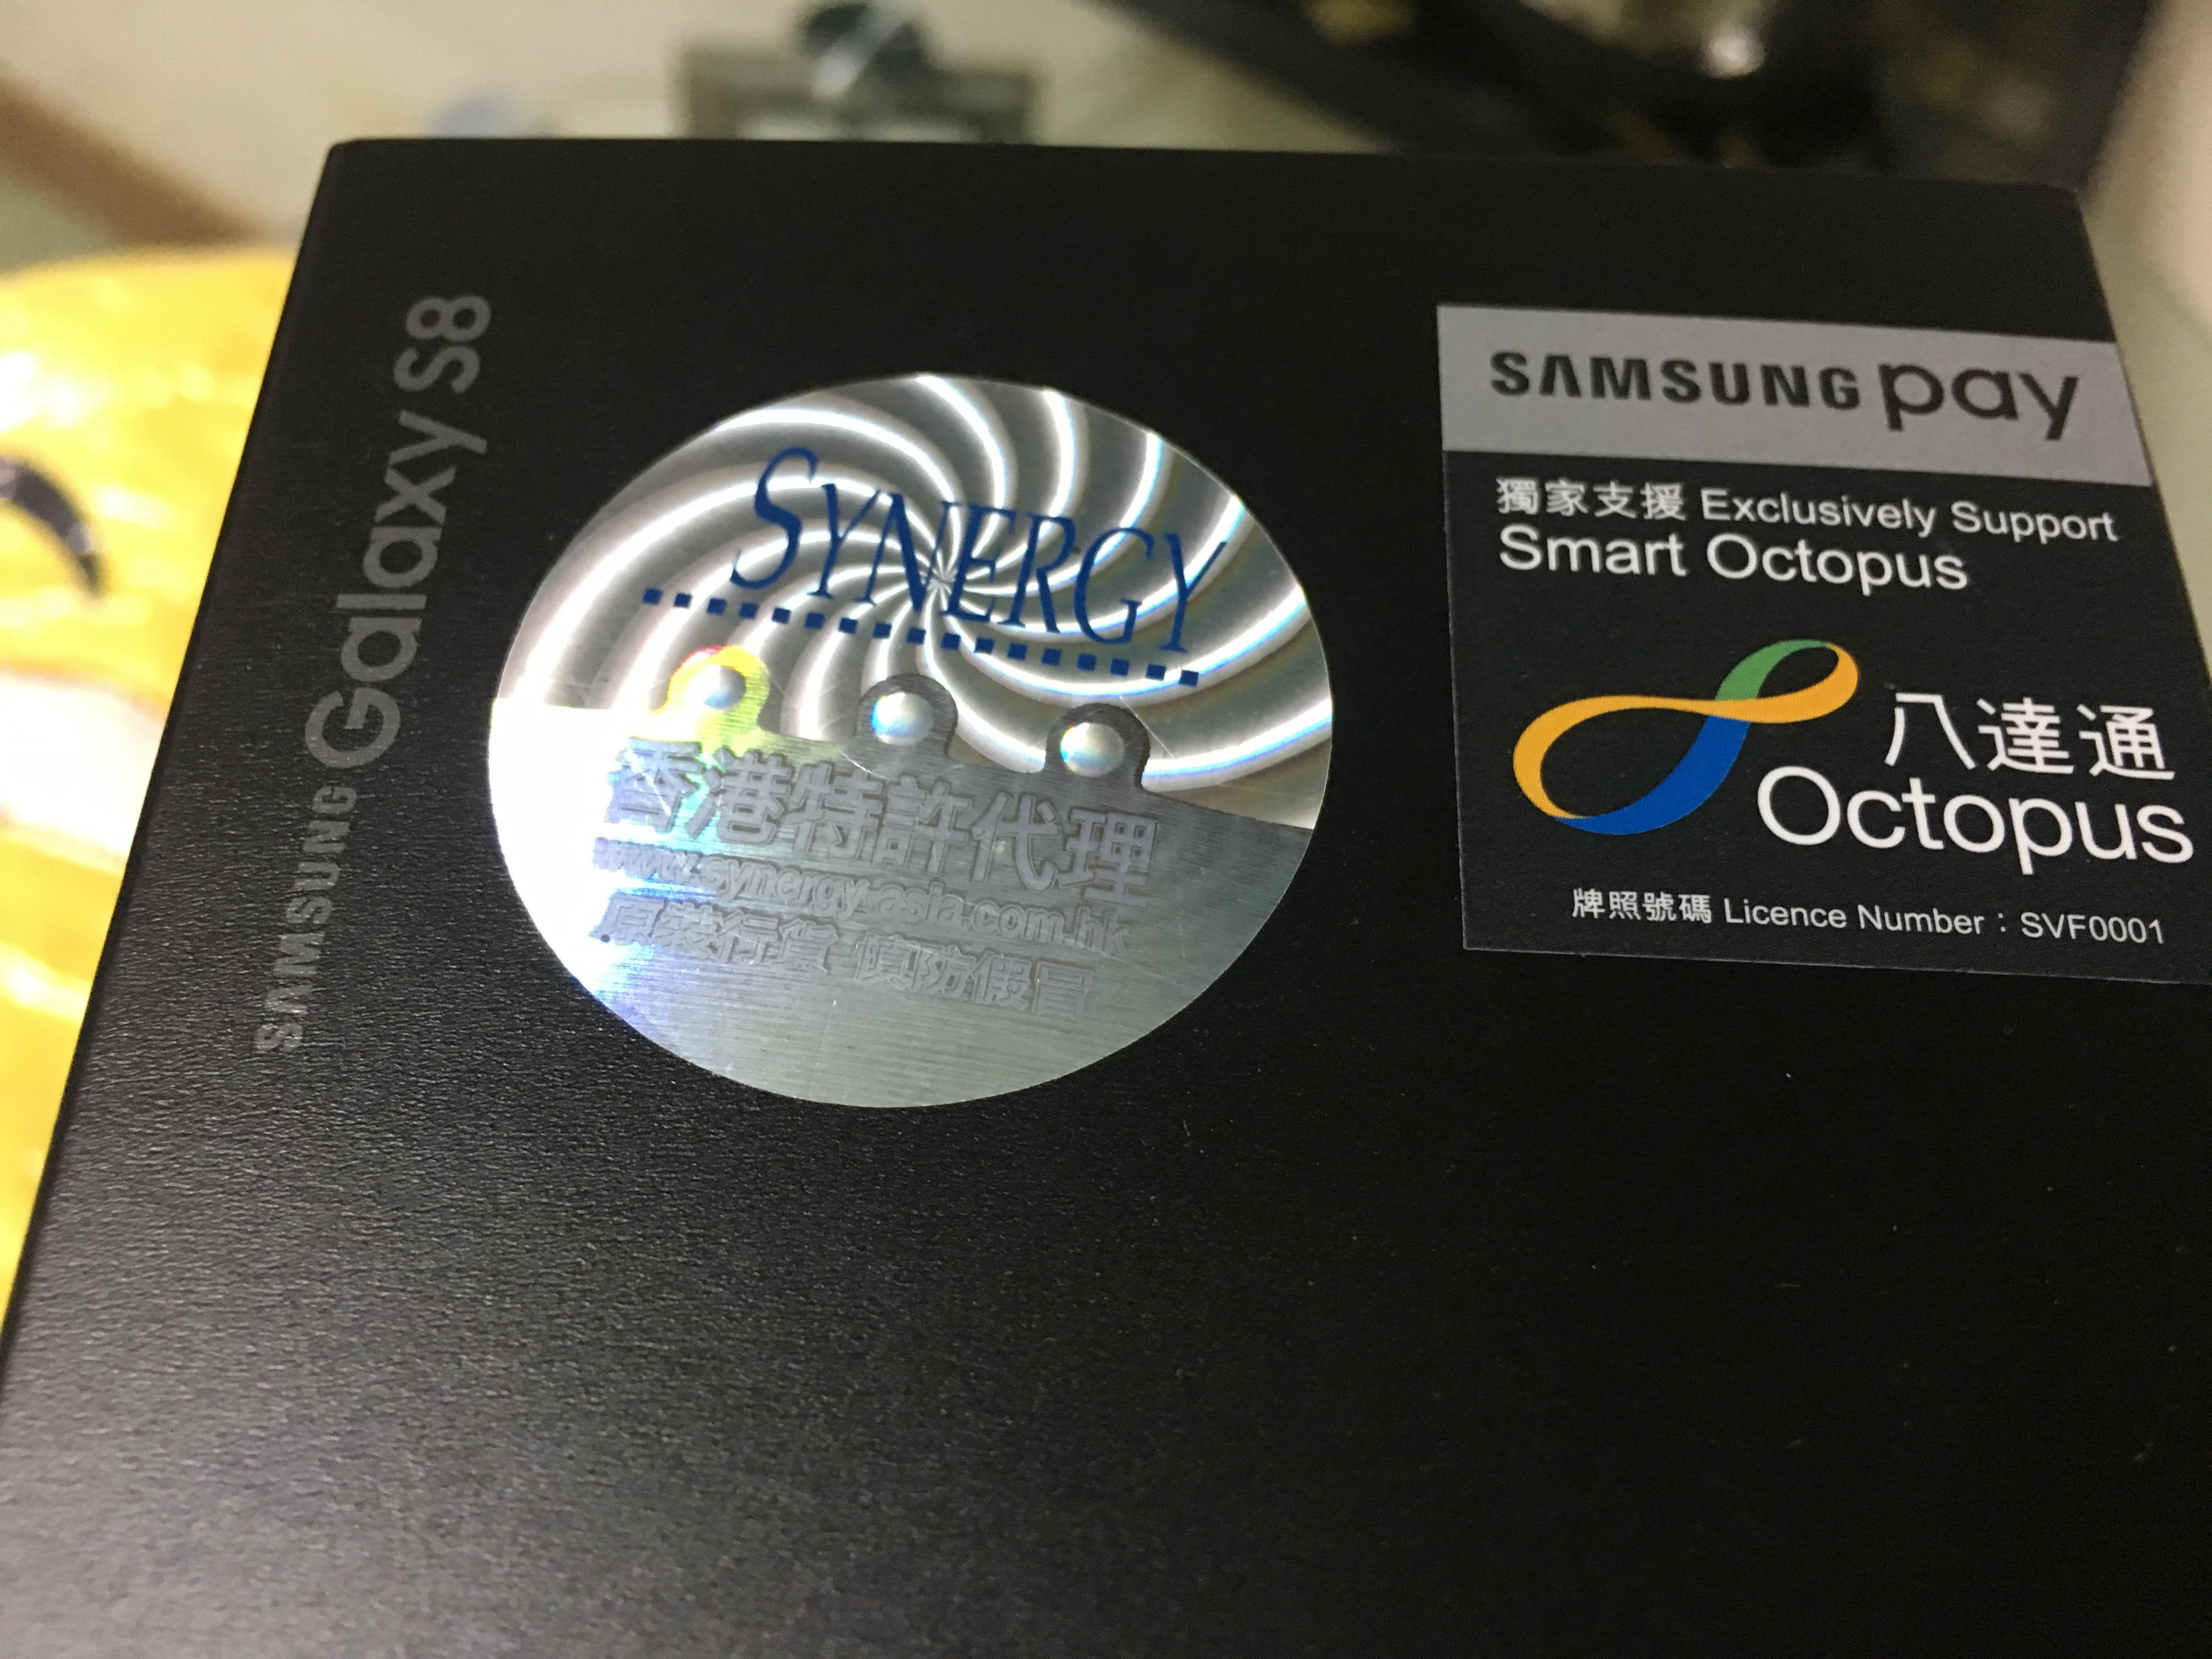 SAMSUNG Galaxy S8
SYNERGY
香港特許代理
www.synergy-asia.com.hk
原裝行貨 慎防假冒
SAMSUNG pay
獨家支援 Exclusively Support
Smart Octopus
八達通
Octopus
牌照號碼 Licence Number：SVF0001